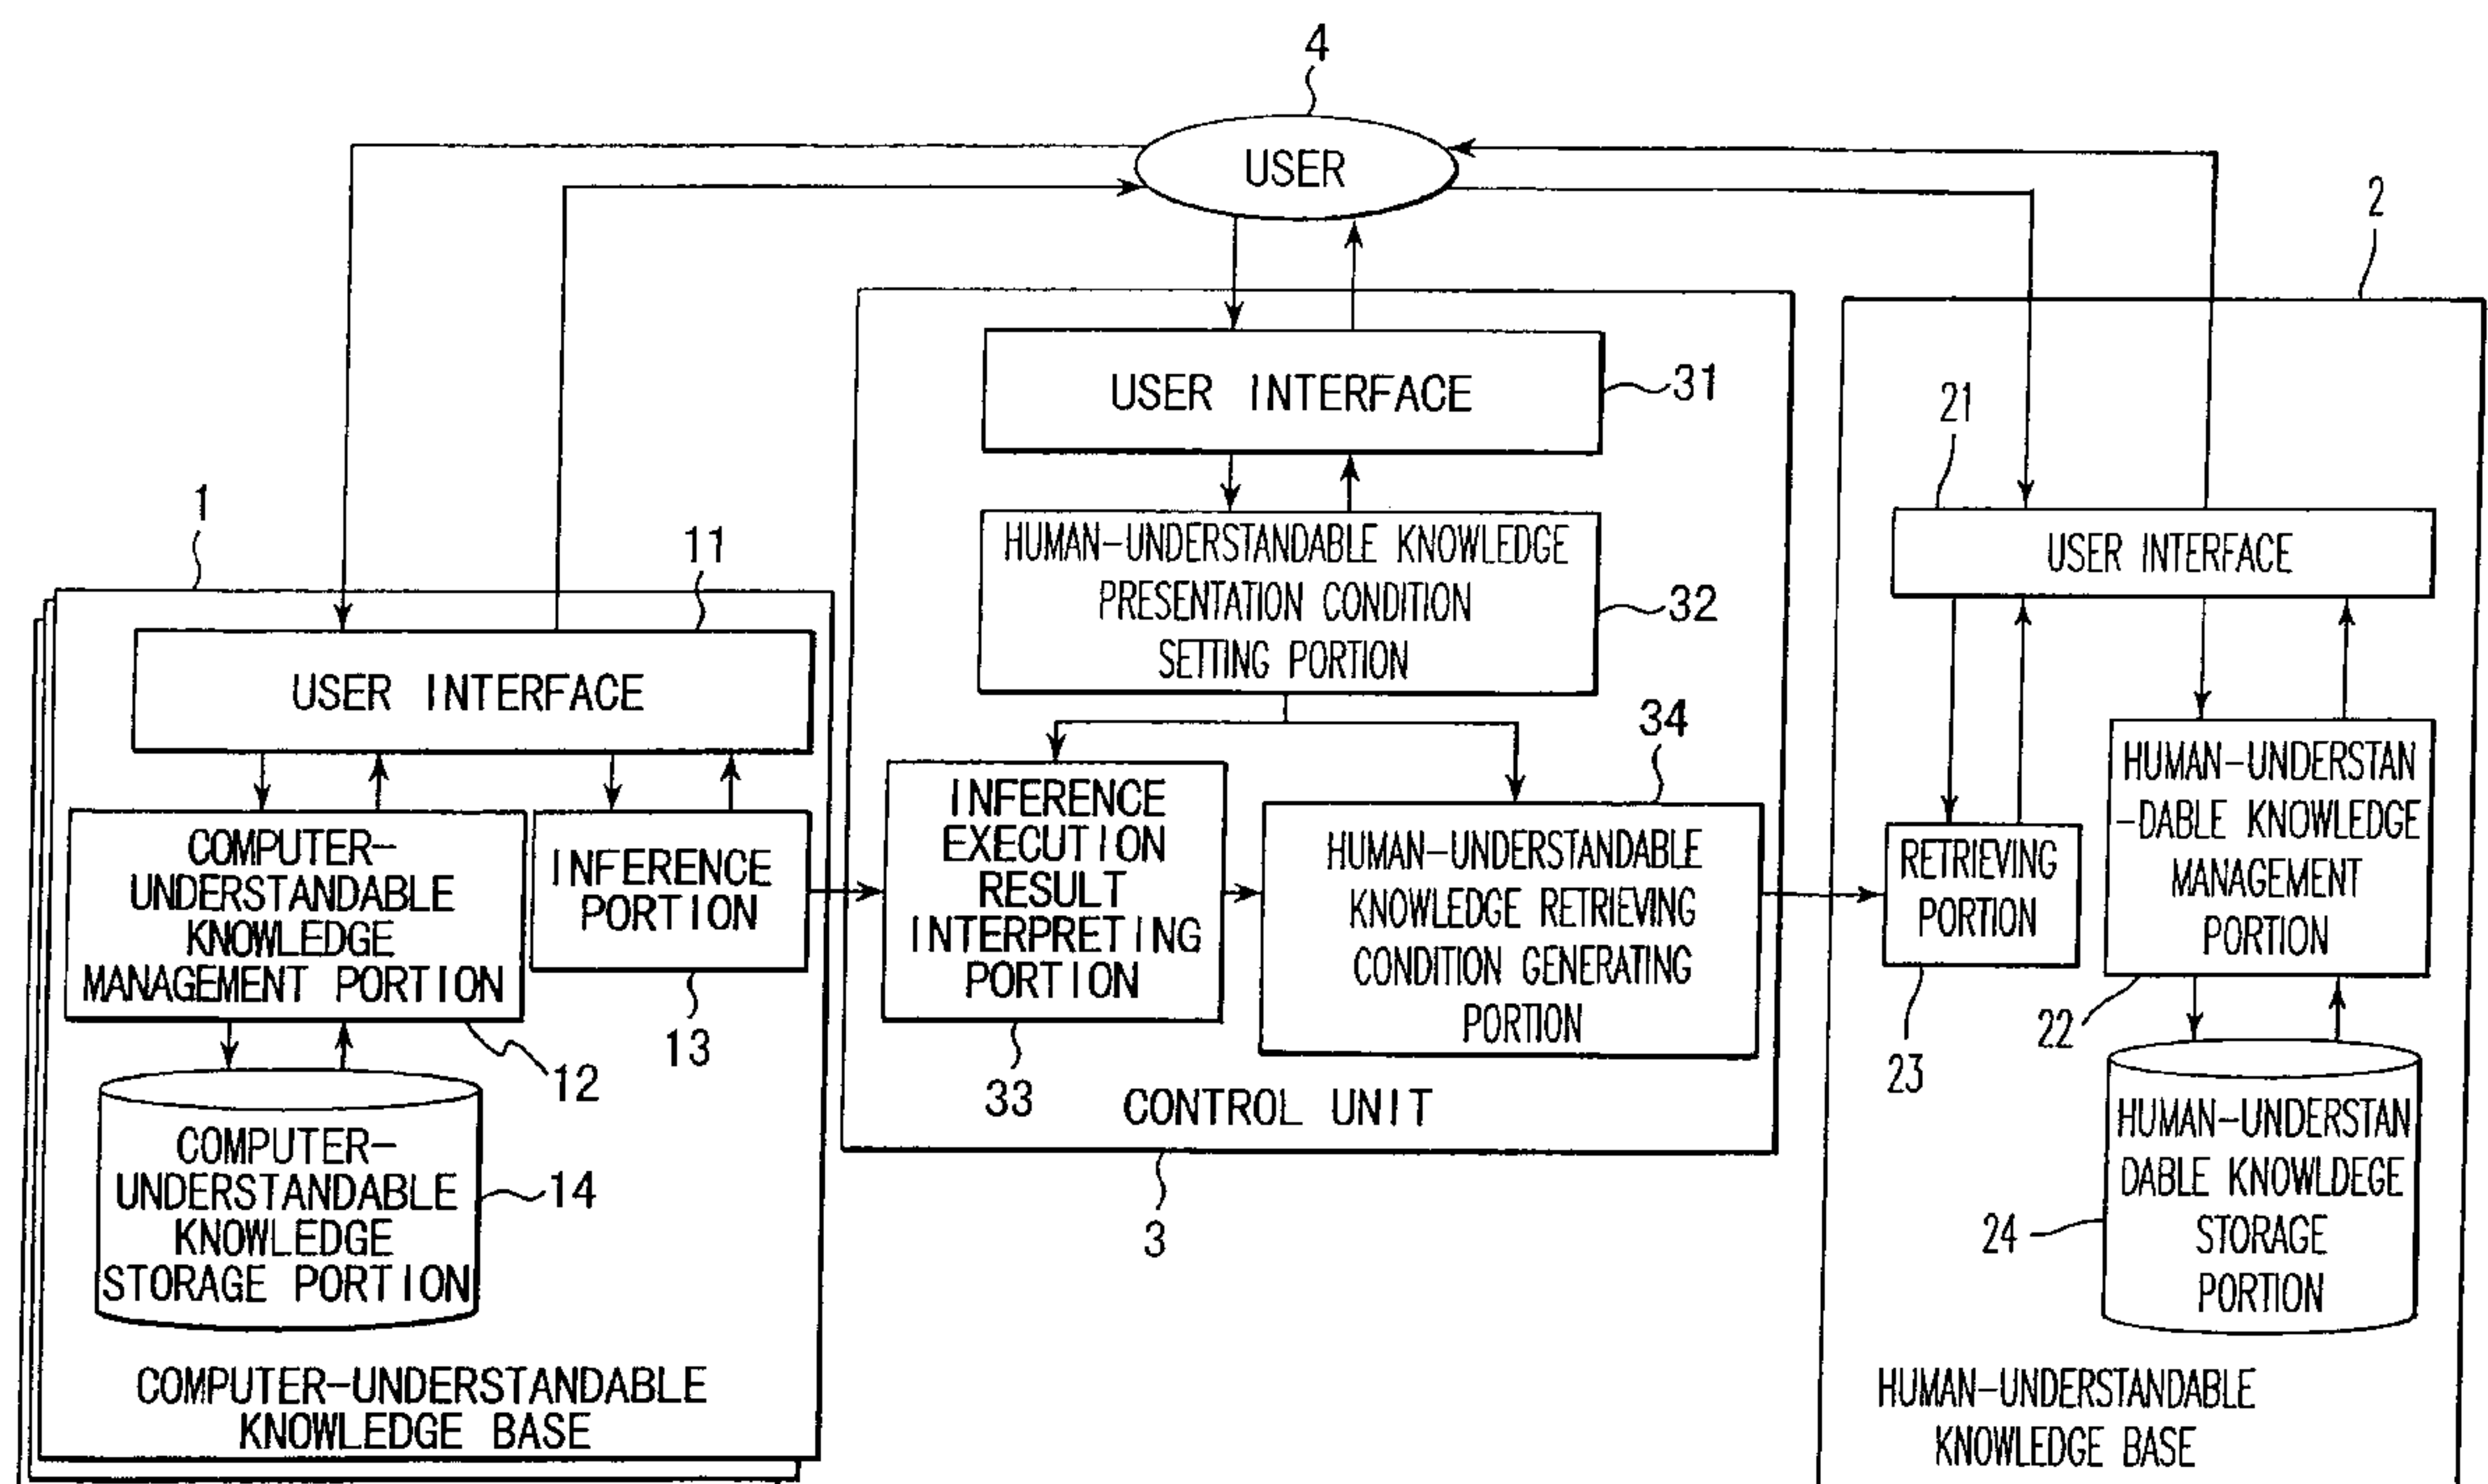 4
USER
2
USER INTERFACE
31
21
1
11
HUMAN-UNDERSTANDABLE KNOWLEDGE
PRESENTATION CONDITION
SETTING PORTION
32
USER INTERFACE
USER INTERFACE
34
INFERENCE
EXECUTION
RESULT
INTERPRETING
PORTION
HUMAN-UNDERSTANDABLE
KNOWLEDGE RETRIEVING
CONDITION GENERATING
PORTION
HUMAN-UNDERSTAN
-DABLE KNOWLEDGE
MANAGEMENT
PORTION
RETRIEVING
PORTION
COMPUTER-
UNDERSTANDABLE
KNOWLEDGE
MANAGEMENT PORTION
INFERENCE
PORTION
13
12
33
23
22
CONTROL UNIT
3
COMPUTER-
UNDERSTANDABLE
KNOWLEDGE
STORAGE PORTION
14
HUMAN-UNDERSTAN
DABLE KNOWLDEGE
STORAGE
PORTION
24
COMPUTER-UNDERSTANDABLE
KNOWLEDGE BASE
HUMAN-UNDERSTANDABLE
KNOWLEDGE BASE